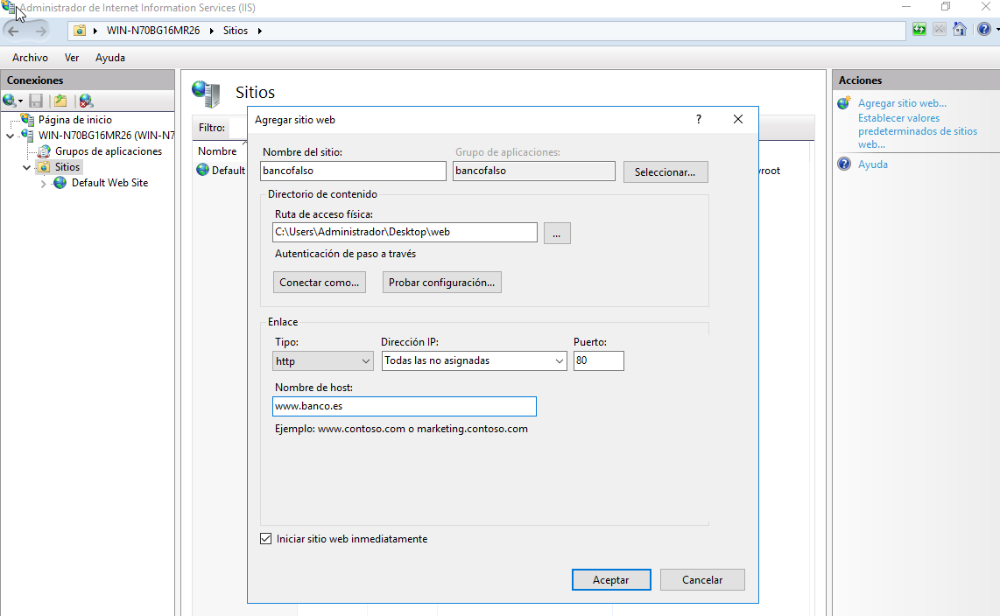 Administrador de Internet Information Services (IIS)
WIN-N70BG16MR26 Sitios
Archivo Ver Ayuda
Conexiones
Página de inicio
WIN-N70BG16MR26 (WIN-N7
Grupos de aplicaciones
Sitios
Default Web Site
Sitios
Filtro:
Nombre
Default
root
Agregar sitio web
?
Nombre del sitio: Grupo de aplicaciones:
bancofalso bancofalso Seleccionar...
Directorio de contenido
Ruta de acceso física:
C:\Users\Administrador\Desktop\web ...
Autenticación de paso a través
Conectar como... Probar configuración...
Enlace
Tipo: Dirección IP: Puerto:
http Todas las no asignadas 80
Nombre de host:
www.banco.es
Ejemplo: www.contoso.com o marketing.contoso.com
Iniciar sitio web inmediatamente
Aceptar Cancelar
Acciones
Agregar sitio web...
Establecer valores
predeterminados de sitios
web...
Ayuda